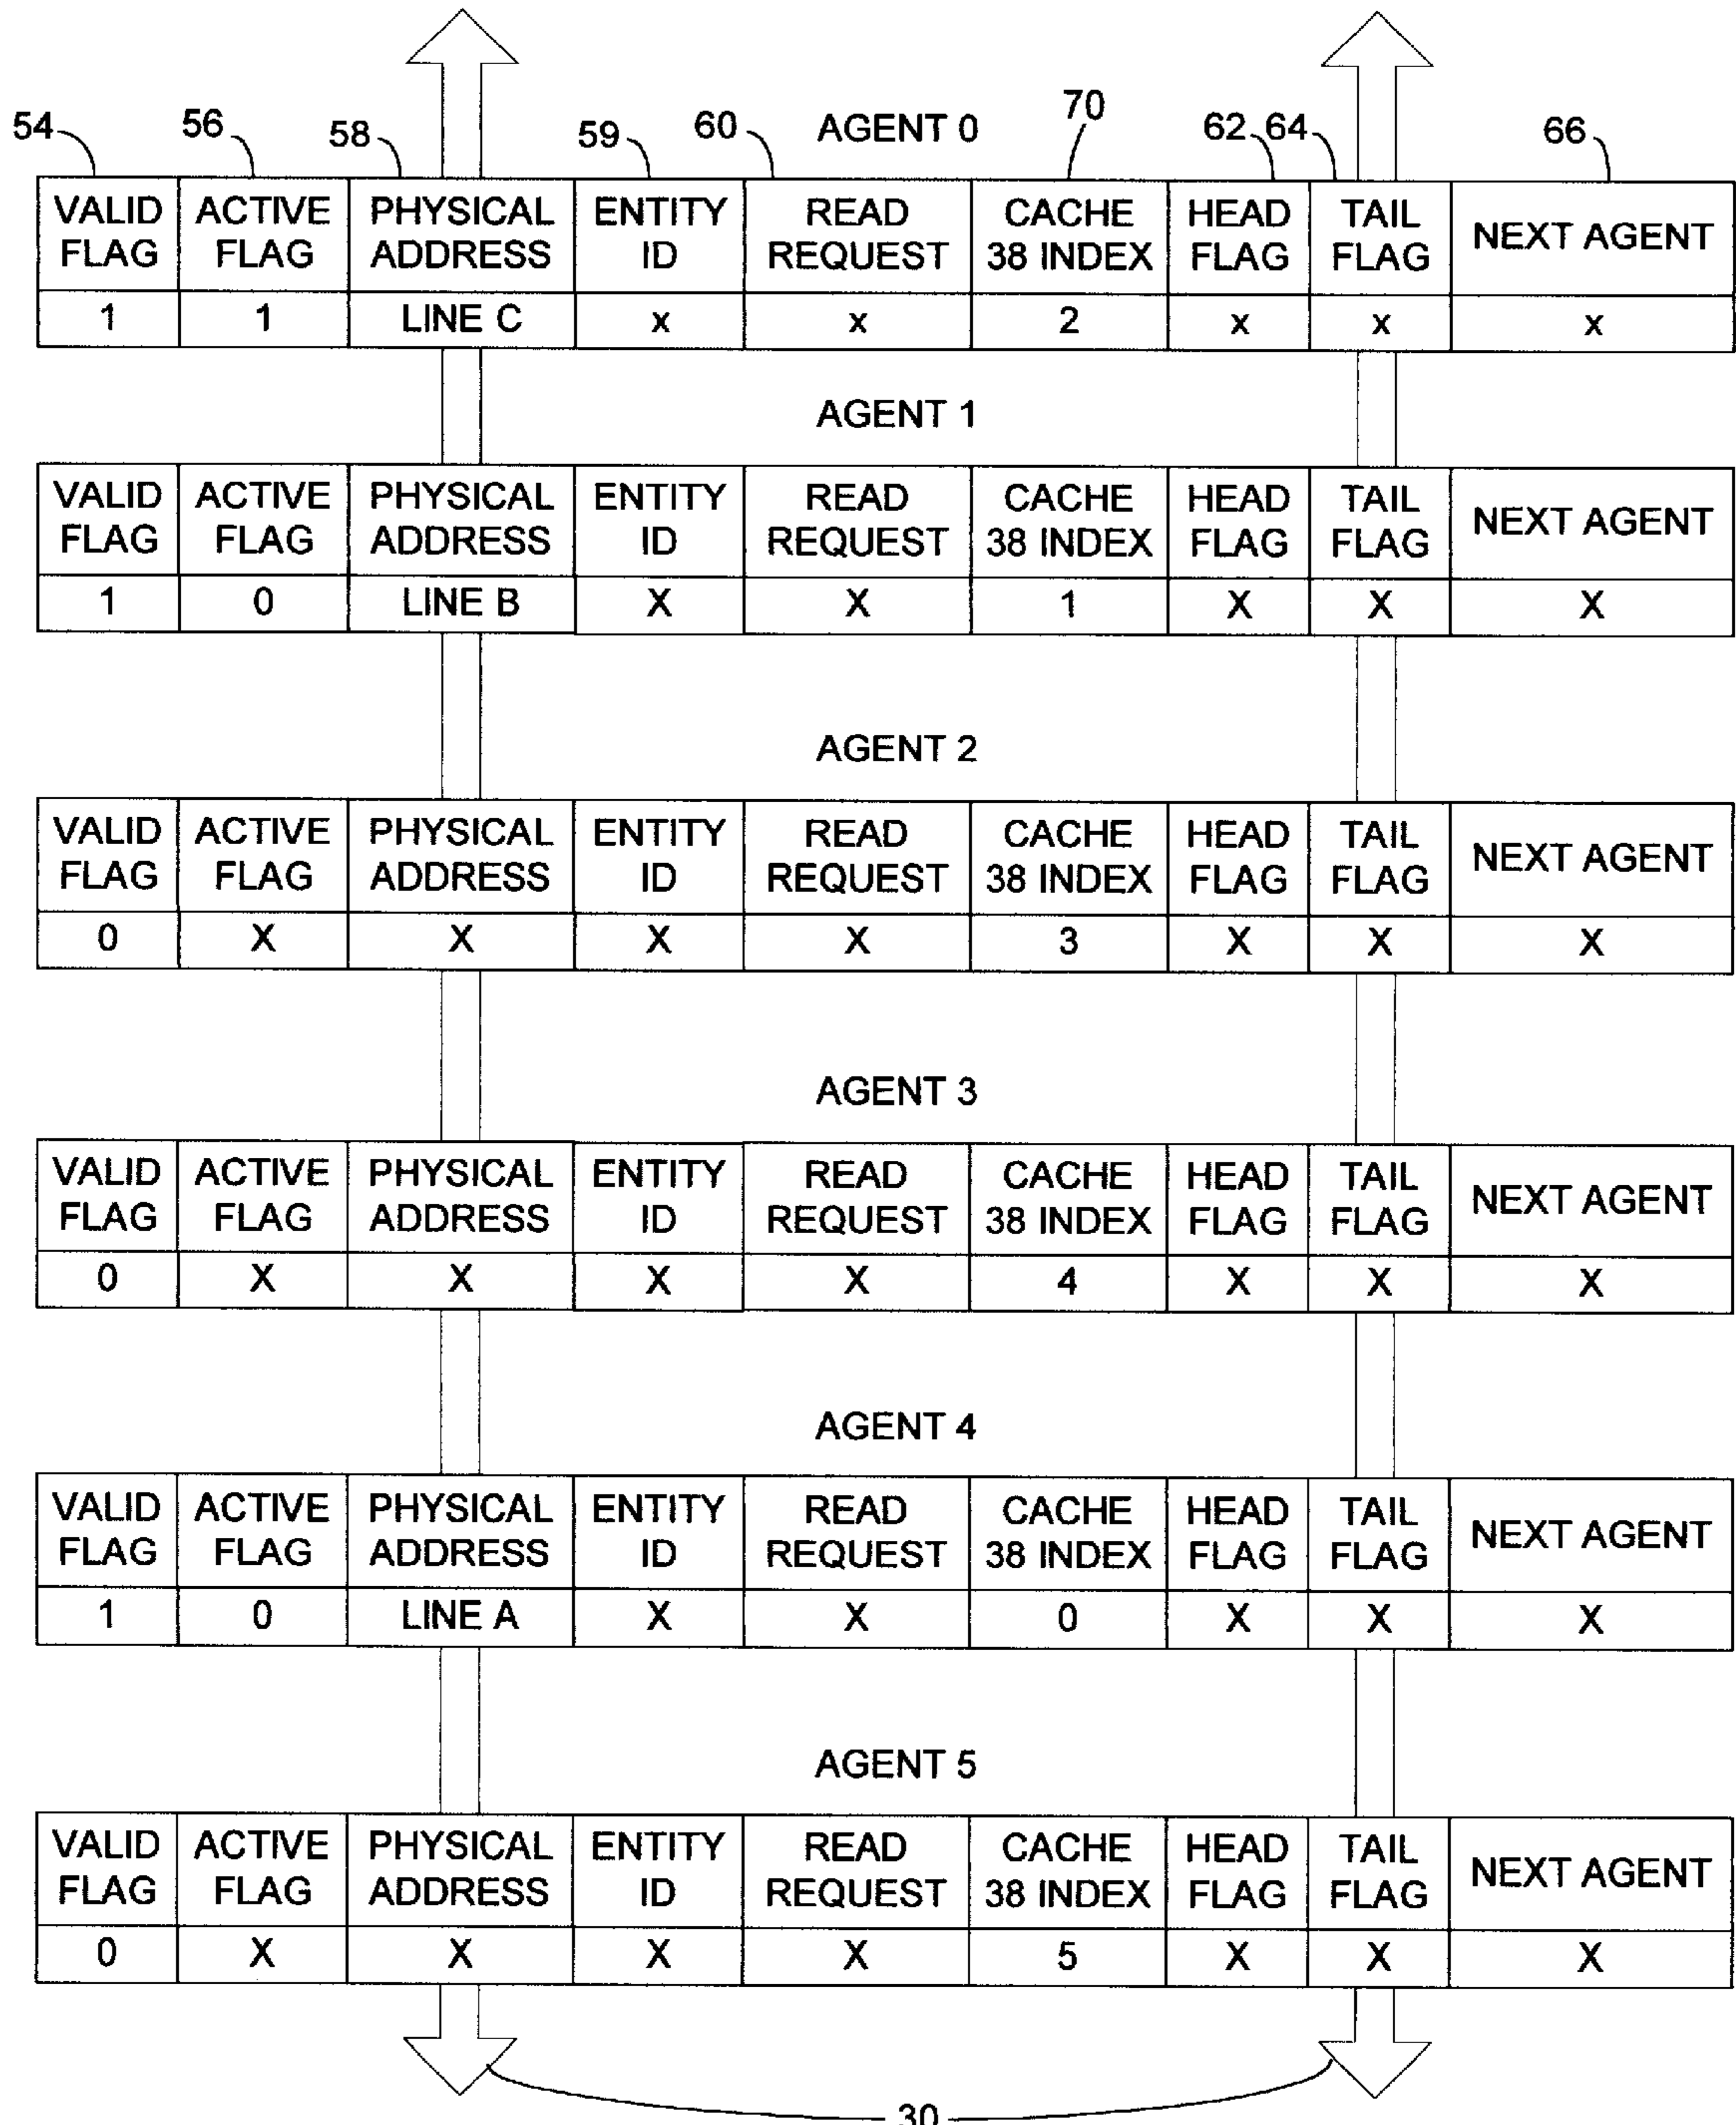 54 56 58 59 60 AGENT 0 70 62 64 66
VALID FLAG ACTIVE FLAG PHYSICAL ADDRESS ENTITY ID READ REQUEST CACHE 38 INDEX HEAD FLAG TAIL FLAG NEXT AGENT
1 1 LINE C x x 2 x x x
AGENT 1
VALID FLAG ACTIVE FLAG PHYSICAL ADDRESS ENTITY ID READ REQUEST CACHE 38 INDEX HEAD FLAG TAIL FLAG NEXT AGENT
1 0 LINE B X X 1 X X X
AGENT 2
VALID FLAG ACTIVE FLAG PHYSICAL ADDRESS ENTITY ID READ REQUEST CACHE 38 INDEX HEAD FLAG TAIL FLAG NEXT AGENT
0 X X X X 3 X X X
AGENT 3
VALID FLAG ACTIVE FLAG PHYSICAL ADDRESS ENTITY ID READ REQUEST CACHE 38 INDEX HEAD FLAG TAIL FLAG NEXT AGENT
0 X X X X 4 X X X
AGENT 4
VALID FLAG ACTIVE FLAG PHYSICAL ADDRESS ENTITY ID READ REQUEST CACHE 38 INDEX HEAD FLAG TAIL FLAG NEXT AGENT
1 0 LINE A X X 0 X X X
AGENT 5
VALID FLAG ACTIVE FLAG PHYSICAL ADDRESS ENTITY ID READ REQUEST CACHE 38 INDEX HEAD FLAG TAIL FLAG NEXT AGENT
0 X X X X 5 X X X
30